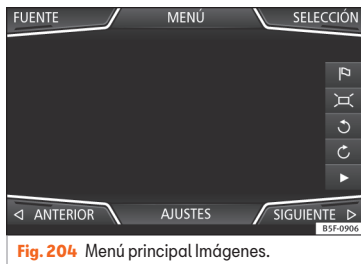 FUENTE MENÚ SELECCIÓN
ANTERIOR AJUSTES SIGUIENTE
B5F-0906
Fig. 204 Menú principal Imágenes.